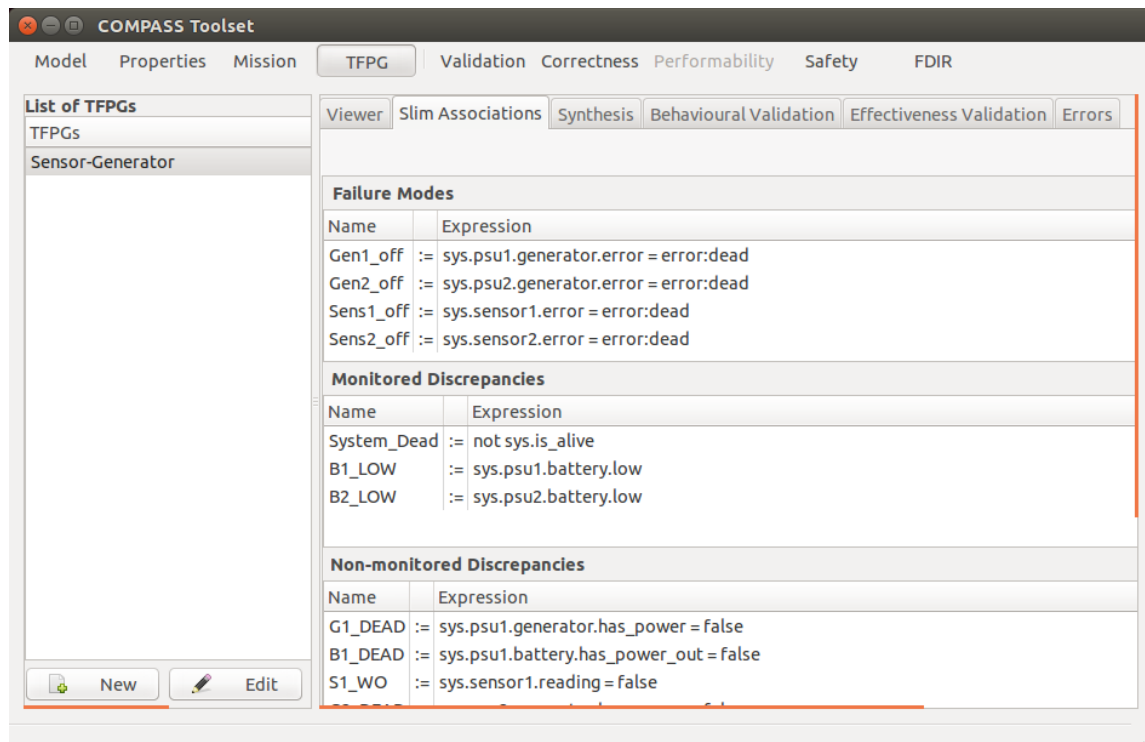 COMPASS Toolset
Model Properties Mission TFPG Validation Correctness Performability Safety FDIR
List of TFPGs
TFPGs
Sensor-Generator
New Edit
Viewer Slim Associations Synthesis Behavioural Validation Effectiveness Validation Errors
Failure Modes
Name Expression
Gen1_off := sys.psu1.generator.error = error:dead
Gen2_off := sys.psu2.generator.error = error:dead
Sens1_off := sys.sensor1.error = error:dead
Sens2_off := sys.sensor2.error = error:dead
Monitored Discrepancies
Name Expression
System_Dead := not sys.is_alive
B1_LOW := sys.psu1.battery.low
B2_LOW := sys.psu2.battery.low
Non-monitored Discrepancies
Name Expression
G1_DEAD := sys.psu1.generator.has_power = false
B1_DEAD := sys.psu1.battery.has_power_out = false
S1_WO := sys.sensor1.reading = false